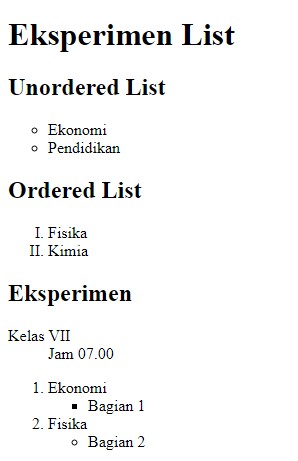 Eksperimen List
Unordered List
Ekonomi
Pendidikan
Ordered List
I. Fisika
II. Kimia
Eksperimen
Kelas VII
Jam 07.00
1. Ekonomi
Bagian 1
2. Fisika
Bagian 2